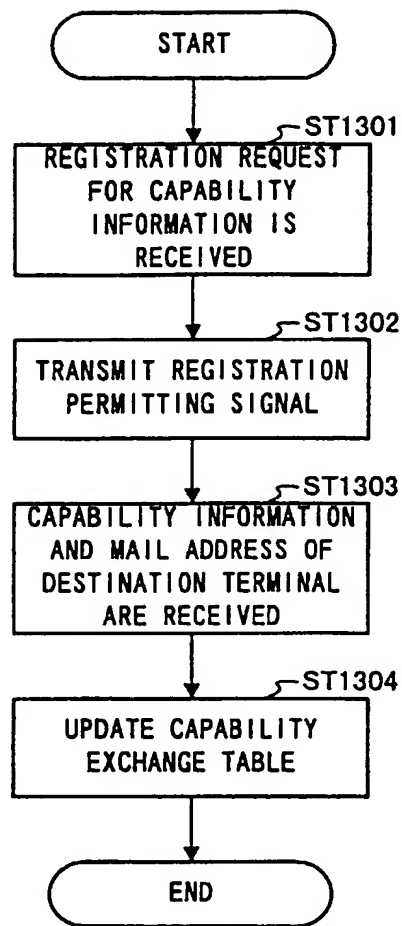 START
ST1301
REGISTRATION REQUEST
FOR CAPABILITY
INFORMATION IS
RECEIVED
ST1302
TRANSMIT REGISTRATION
PERMITTING SIGNAL
ST1303
CAPABILITY INFORMATION
AND MAIL ADDRESS OF
DESTINATION TERMINAL
ARE RECEIVED
ST1304
UPDATE CAPABILITY
EXCHANGE TABLE
END